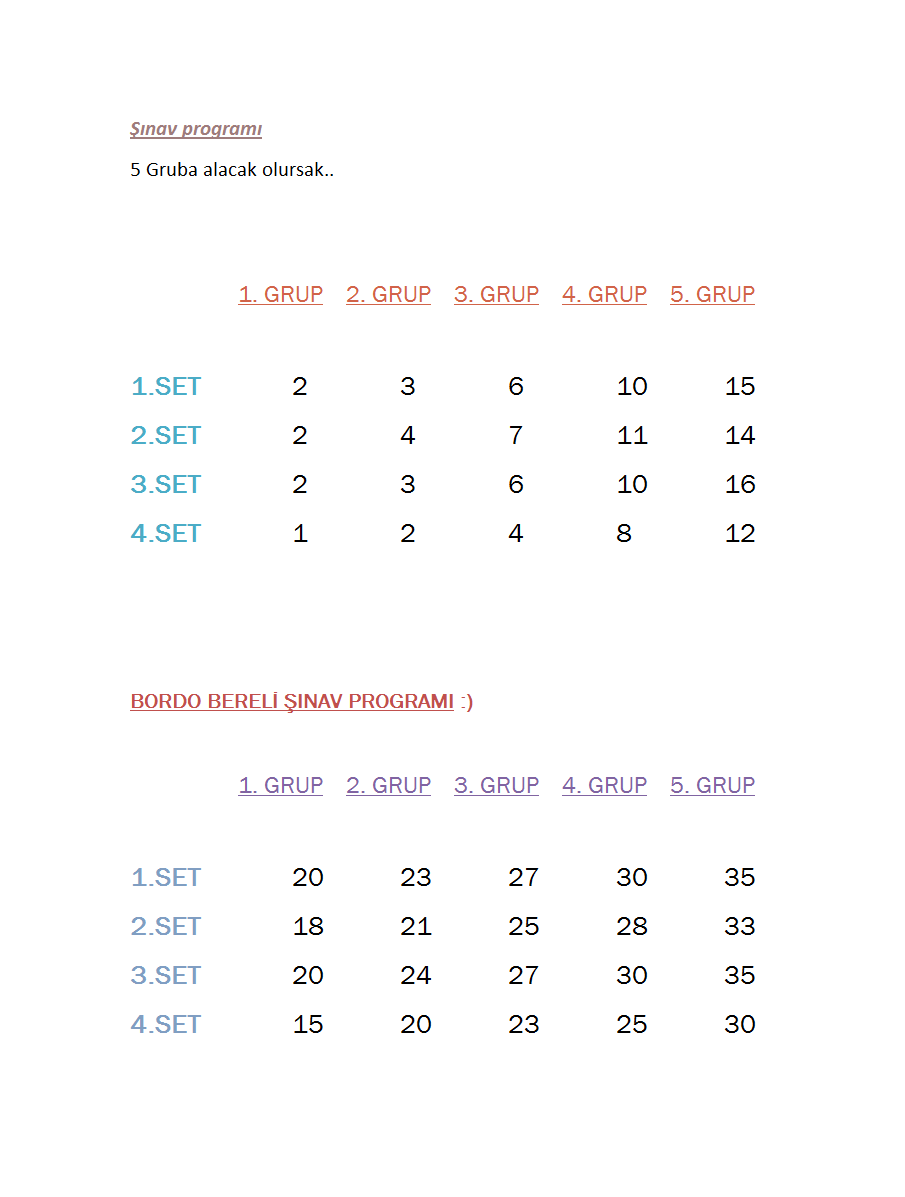 Şınav programı
5 Gruba alacak olursak..
1. GRUP 2. GRUP 3. GRUP 4. GRUP 5. GRUP
1.SET 2 3 6 10 15
2.SET 2 4 7 11 14
3.SET 2 3 6 10 16
4.SET 1 2 4 8 12
BORDO BERELİ ŞINAV PROGRAMI :)
1. GRUP 2. GRUP 3. GRUP 4. GRUP 5. GRUP
1.SET 20 23 27 30 35
2.SET 18 21 25 28 33
3.SET 20 24 27 30 35
4.SET 15 20 23 25 30